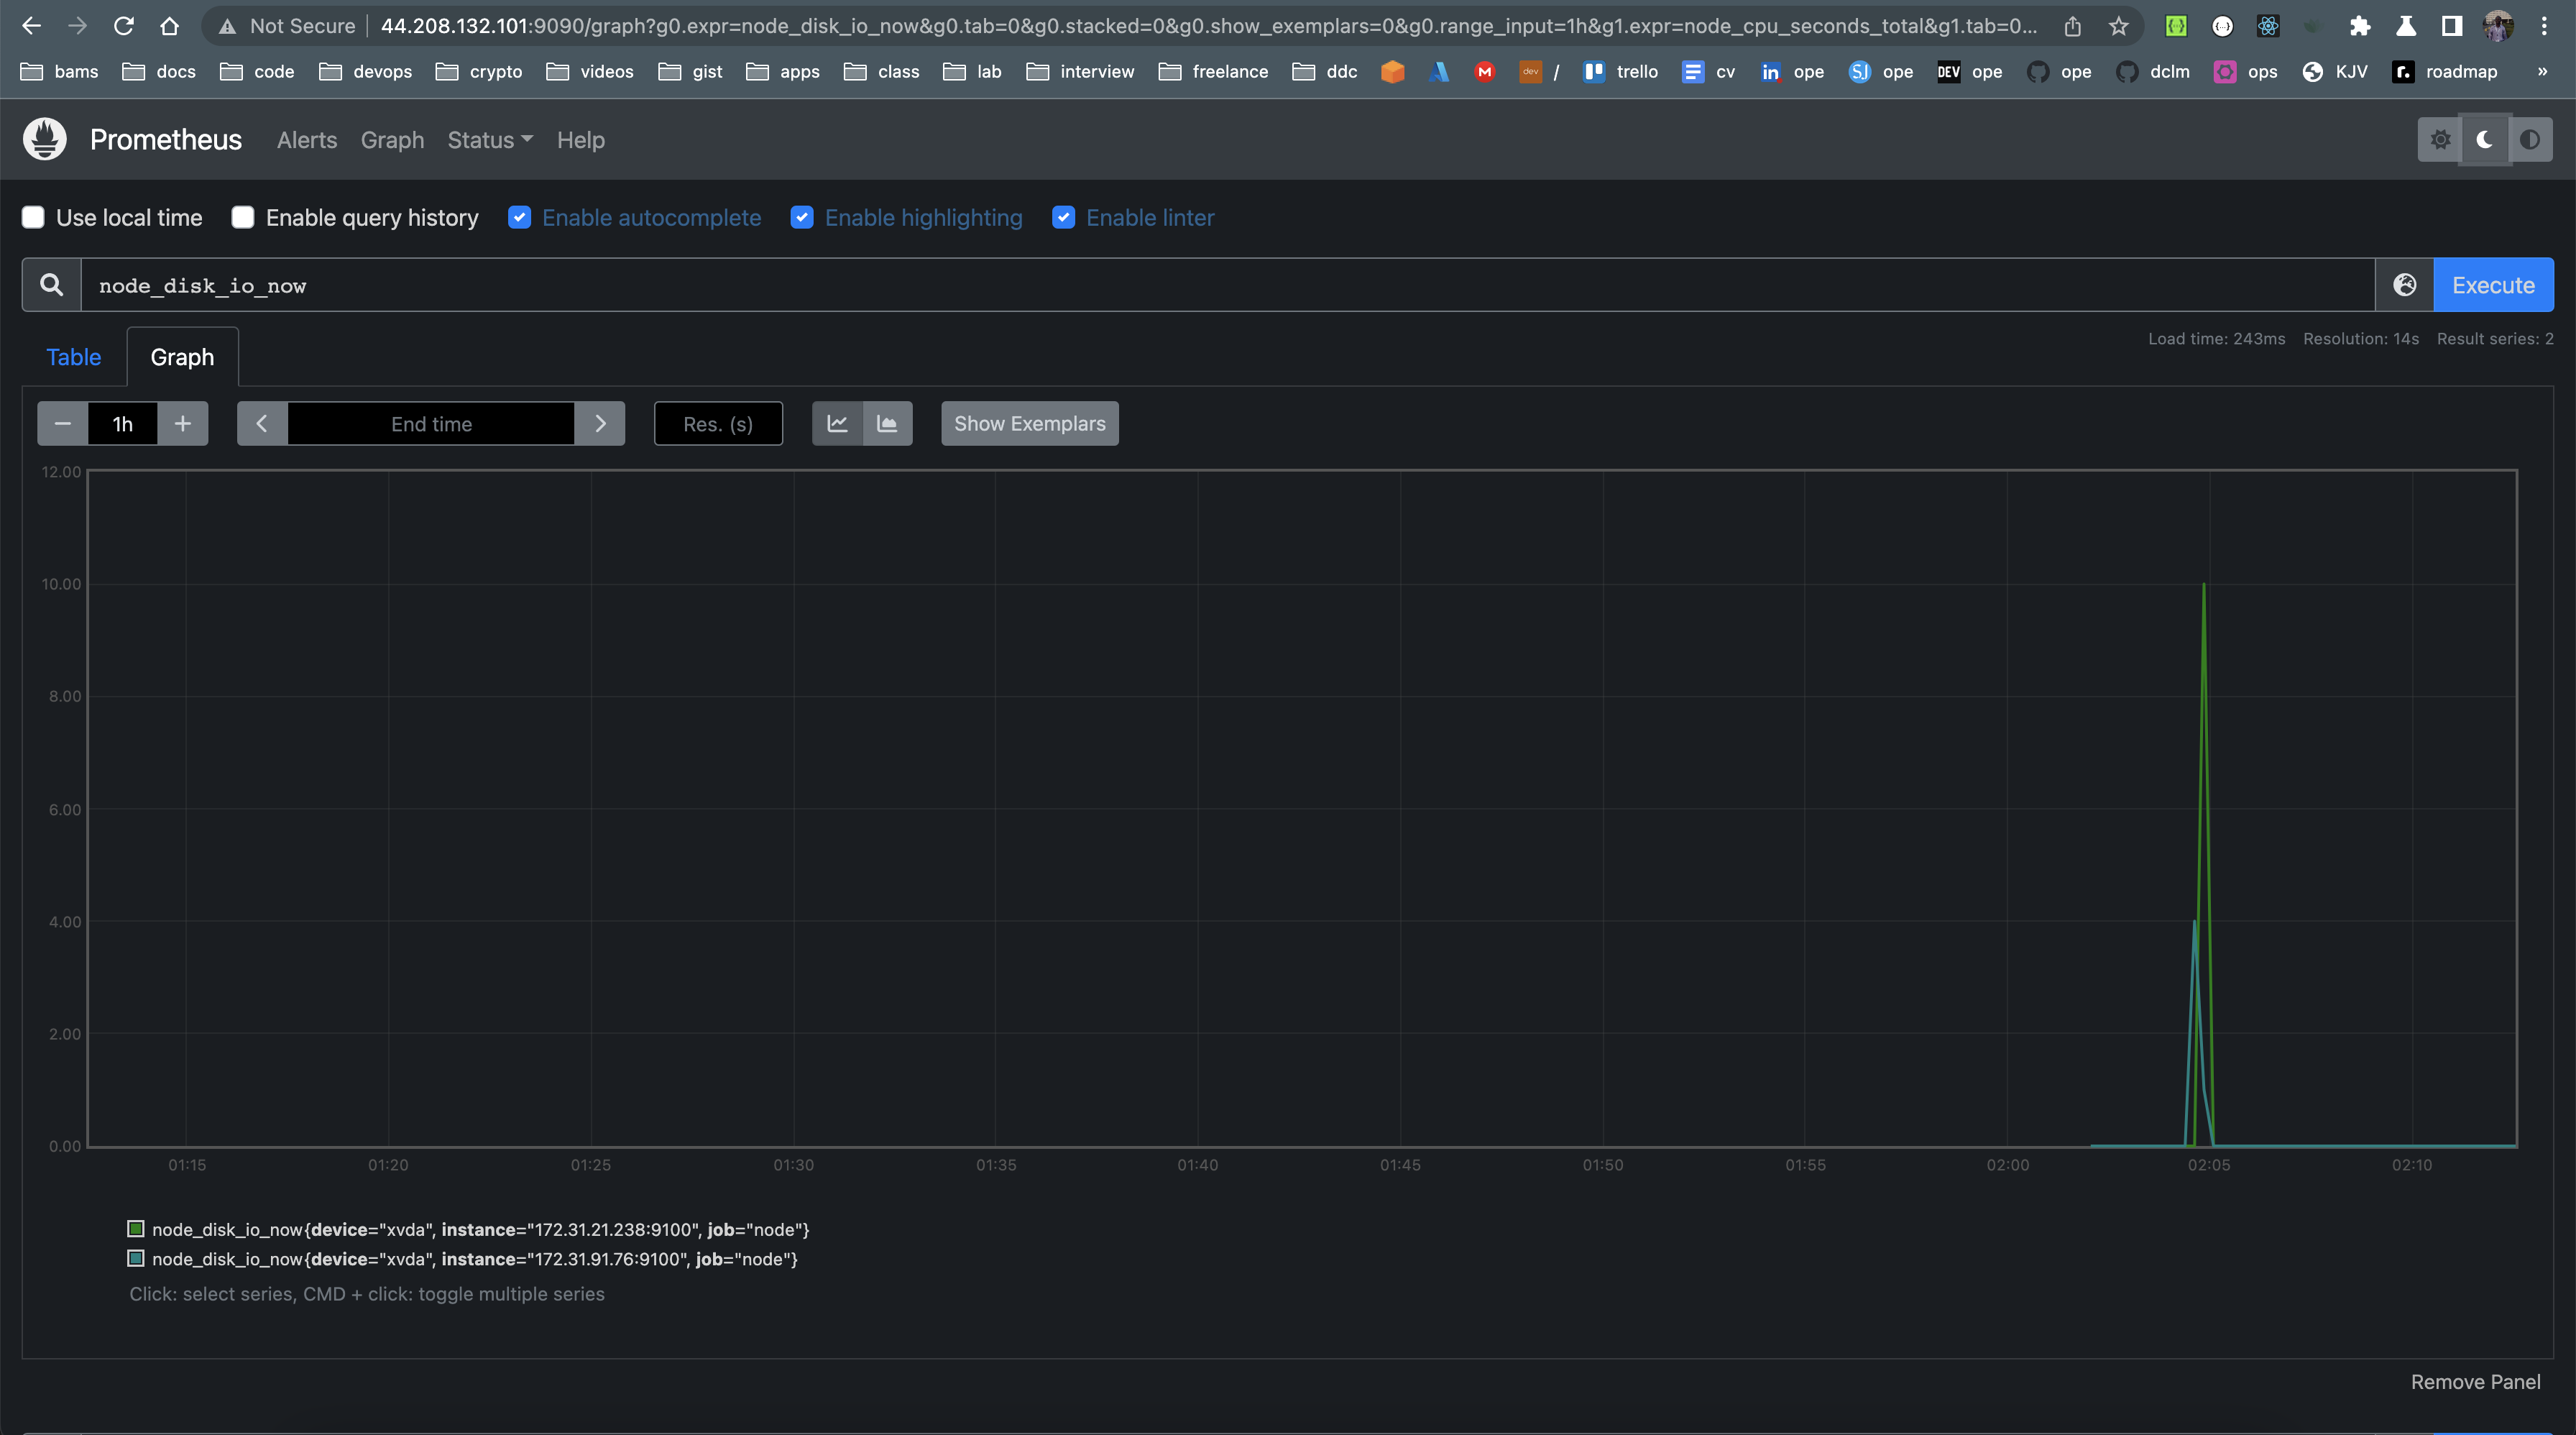 Not Secure 44.208.132.101:9090/graph?g0.expr=node_disk_io_now&g0.tab=0&g0.stacked=0&g0.show_exemplars=0&g0.range_input=1h&g1.expr=node_cpu_seconds_total&g1.tab=0...
bams docs code devops crypto videos gist apps class lab interview freelance ddc M dev / trello cv in ope SJ ope DEV ope ope dclm ops KJV r. roadmap »
Prometheus Alerts Graph Status Help
Use local time Enable query history Enable autocomplete Enable highlighting Enable linter
node_disk_io_now Execute
Table Graph Load time: 243ms Resolution: 14s Result series: 2
− 1h + End time Res. (s) Show Exemplars
12.00
10.00
8.00
6.00
4.00
2.00
0.00
01:15 01:20 01:25 01:30 01:35 01:40 01:45 01:50 01:55 02:00 02:05 02:10
node_disk_io_now{device="xvda", instance="172.31.21.238:9100", job="node"}
node_disk_io_now{device="xvda", instance="172.31.91.76:9100", job="node"}
Click: select series, CMD + click: toggle multiple series
Remove Panel